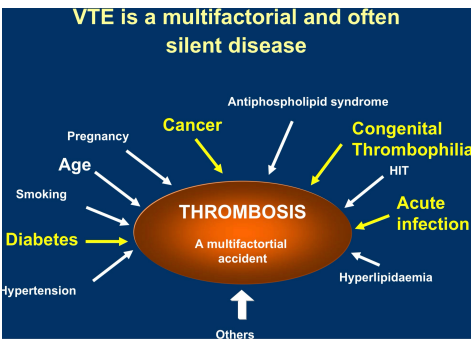 VTE is a multifactorial and often
silent disease
Antiphospholipid syndrome
Cancer
Congenital
Thrombophilia
Pregnancy
Age
HIT
Smoking
THROMBOSIS
Acute
infection
Diabetes
A multifactortial
accident
Hyperlipidaemia
Hypertension
Others